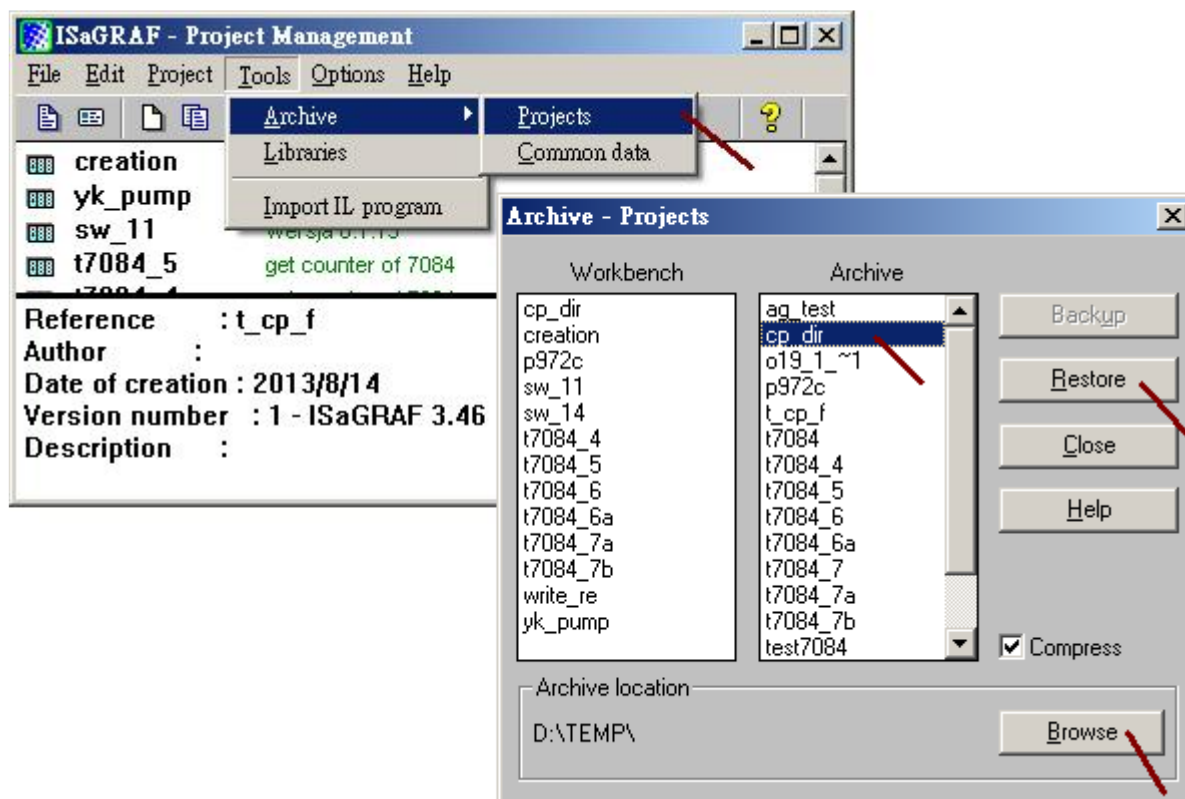 ISaGRAF - Project Management
File Edit Project Tools Options Help
Archive
Libraries
Import IL program
Projects
Common data
creation
yk_pump
sw_11
t7084_5 get counter of 7084
Reference : t_cp_f
Author :
Date of creation : 2013/8/14
Version number : 1 - ISaGRAF 3.46
Description :
Archive - Projects
Workbench
cp_dir
creation
p972c
sw_11
sw_14
t7084_4
t7084_5
t7084_6
t7084_6a
t7084_7a
t7084_7b
write_re
yk_pump
Archive
ag_test
cp_dir
o19_1_~1
p972c
t_cp_f
t7084
t7084_4
t7084_5
t7084_6
t7084_6a
t7084_7
t7084_7a
t7084_7b
test7084
Backup
Restore
Close
Help
Compress
Archive location
D:\TEMP\
Browse